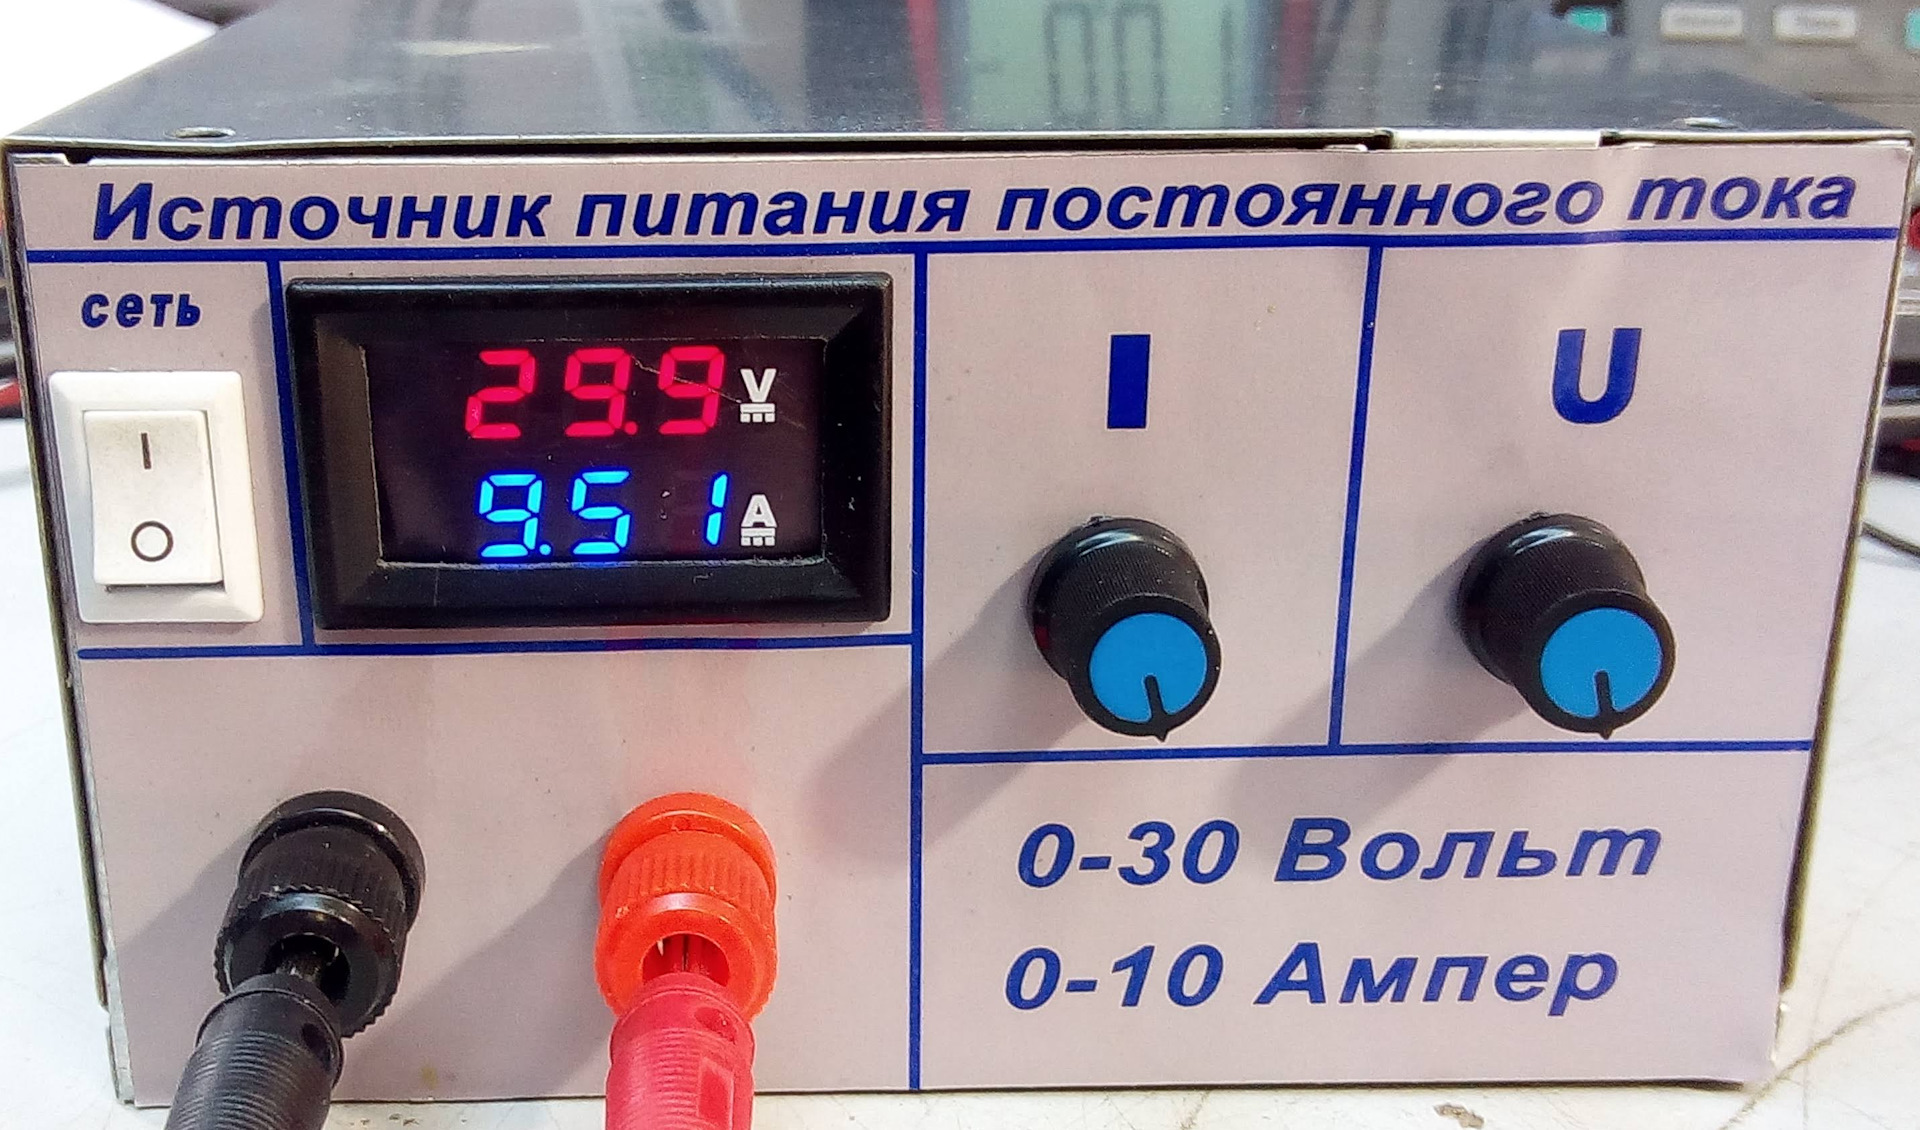 Источник питания постоянного тока
сеть
29.9 V
9.51 A
I
U
0-30 Вольт
0-10 Ампер